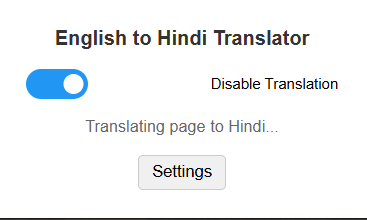 English to Hindi Translator
Disable Translation
Translating page to Hindi...
Settings